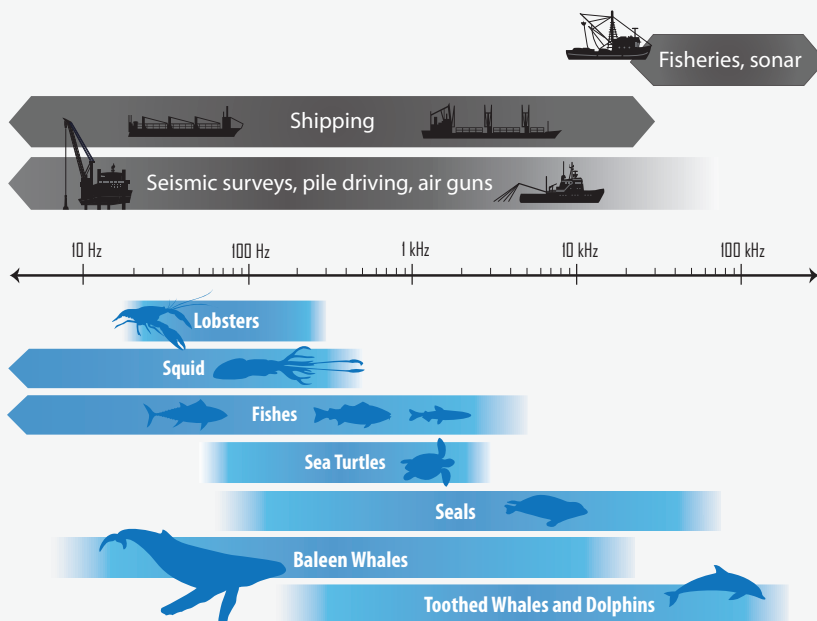 Fisheries, sonar
Shipping
Seismic surveys, pile driving, air guns
10 Hz 100 Hz 1 kHz 10 kHz 100 kHz
Lobsters
Squid
Fishes
Sea Turtles
Seals
Baleen Whales
Toothed Whales and Dolphins